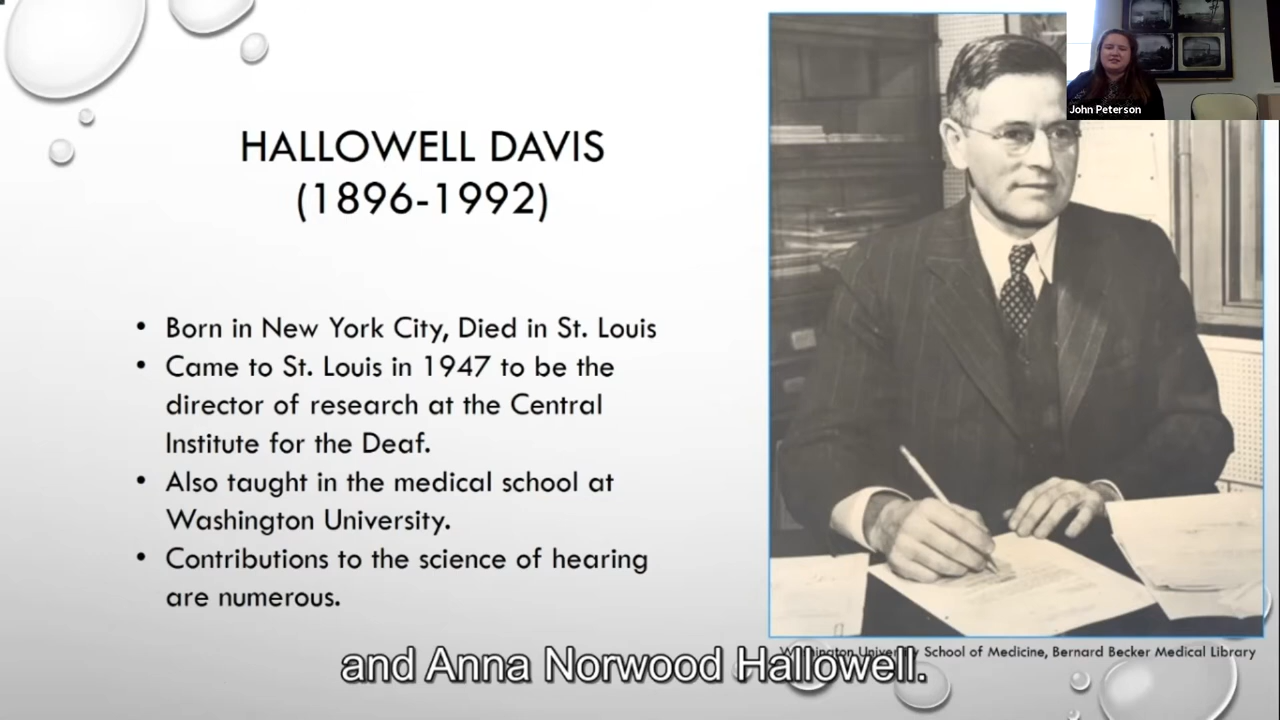 HALLOWELL DAVIS
(1896-1992)
John Peterson
• Born in New York City, Died in St. Louis
• Came to St. Louis in 1947 to be the
director of research at the Central
Institute for the Deaf.
• Also taught in the medical school at
Washington University.
• Contributions to the science of hearing
are numerous.
Washington University School of Medicine, Bernard Becker Medical Library
and Anna Norwood Hallowell.